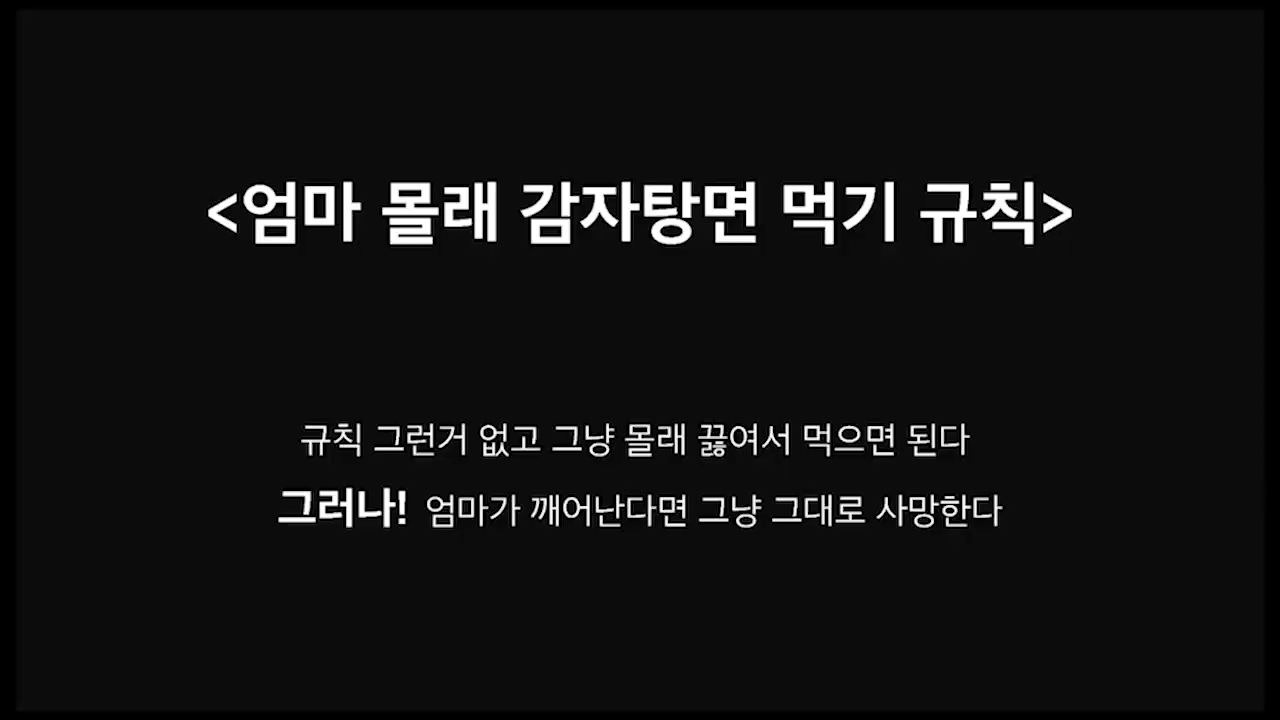 <엄마 몰래 감자탕면 먹기 규칙>
규칙 그런거 없고 그냥 몰래 끓여서 먹으면 된다
그러나! 엄마가 깨어난다면 그냥 그대로 사망한다